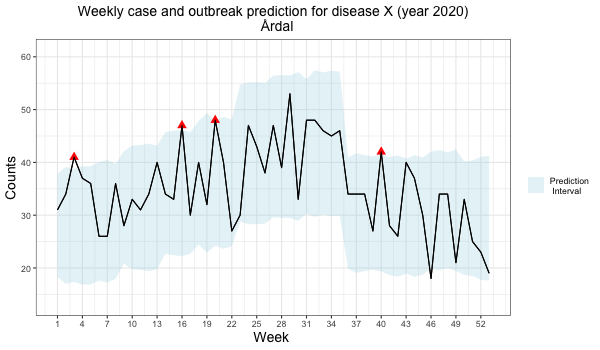 Weekly case and outbreak prediction for disease X (year 2020)
Årdal
60
50
40
30
20
Counts
1 4 7 10 13 16 19 22 25 28 31 34 37 40 43 46 49 52
Week
Prediction
Interval